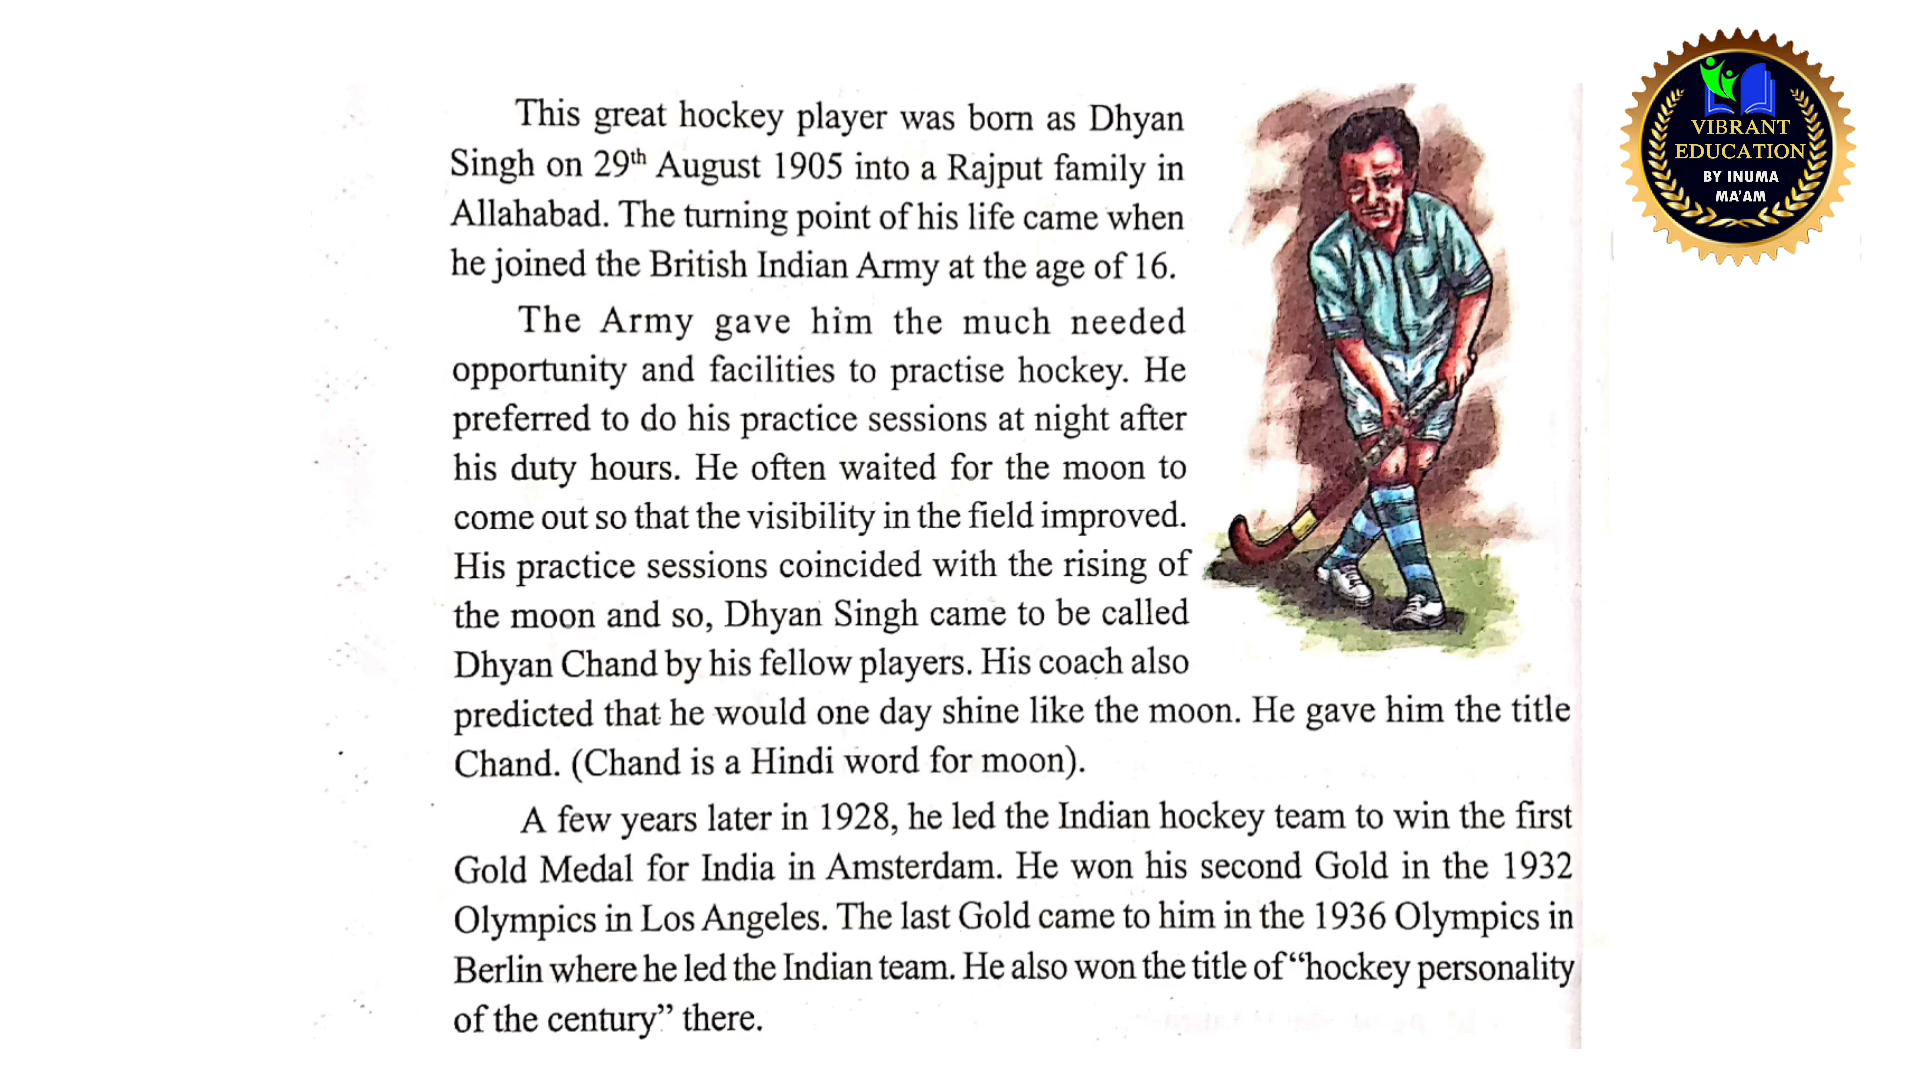 This great hockey player was born as Dhyan
Singh on 29th August 1905 into a Rajput family in
Allahabad. The turning point of his life came when
he joined the British Indian Army at the age of 16.
The Army gave him the much needed
opportunity and facilities to practise hockey. He
preferred to do his practice sessions at night after
his duty hours. He often waited for the moon to
come out so that the visibility in the field improved.
His practice sessions coincided with the rising of
the moon and so, Dhyan Singh came to be called
Dhyan Chand by his fellow players. His coach also
predicted that he would one day shine like the moon. He gave him the title
Chand. (Chand is a Hindi word for moon).
A few years later in 1928, he led the Indian hockey team to win the first
Gold Medal for India in Amsterdam. He won his second Gold in the 1932
Olympics in Los Angeles. The last Gold came to him in the 1936 Olympics in
Berlin where he led the Indian team. He also won the title of “hockey personality
of the century” there.
VIBRANT
EDUCATION
BY INUMA
MA'AM